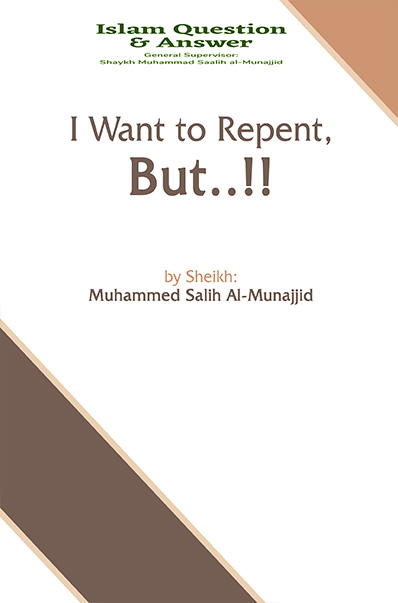 Islam Question
& Answer
General Supervisor:
Shaykh Muhammad Saalih al-Munajjid
I Want to Repent,
But..!!
by Sheikh:
Muhammed Salih Al-Munajjid